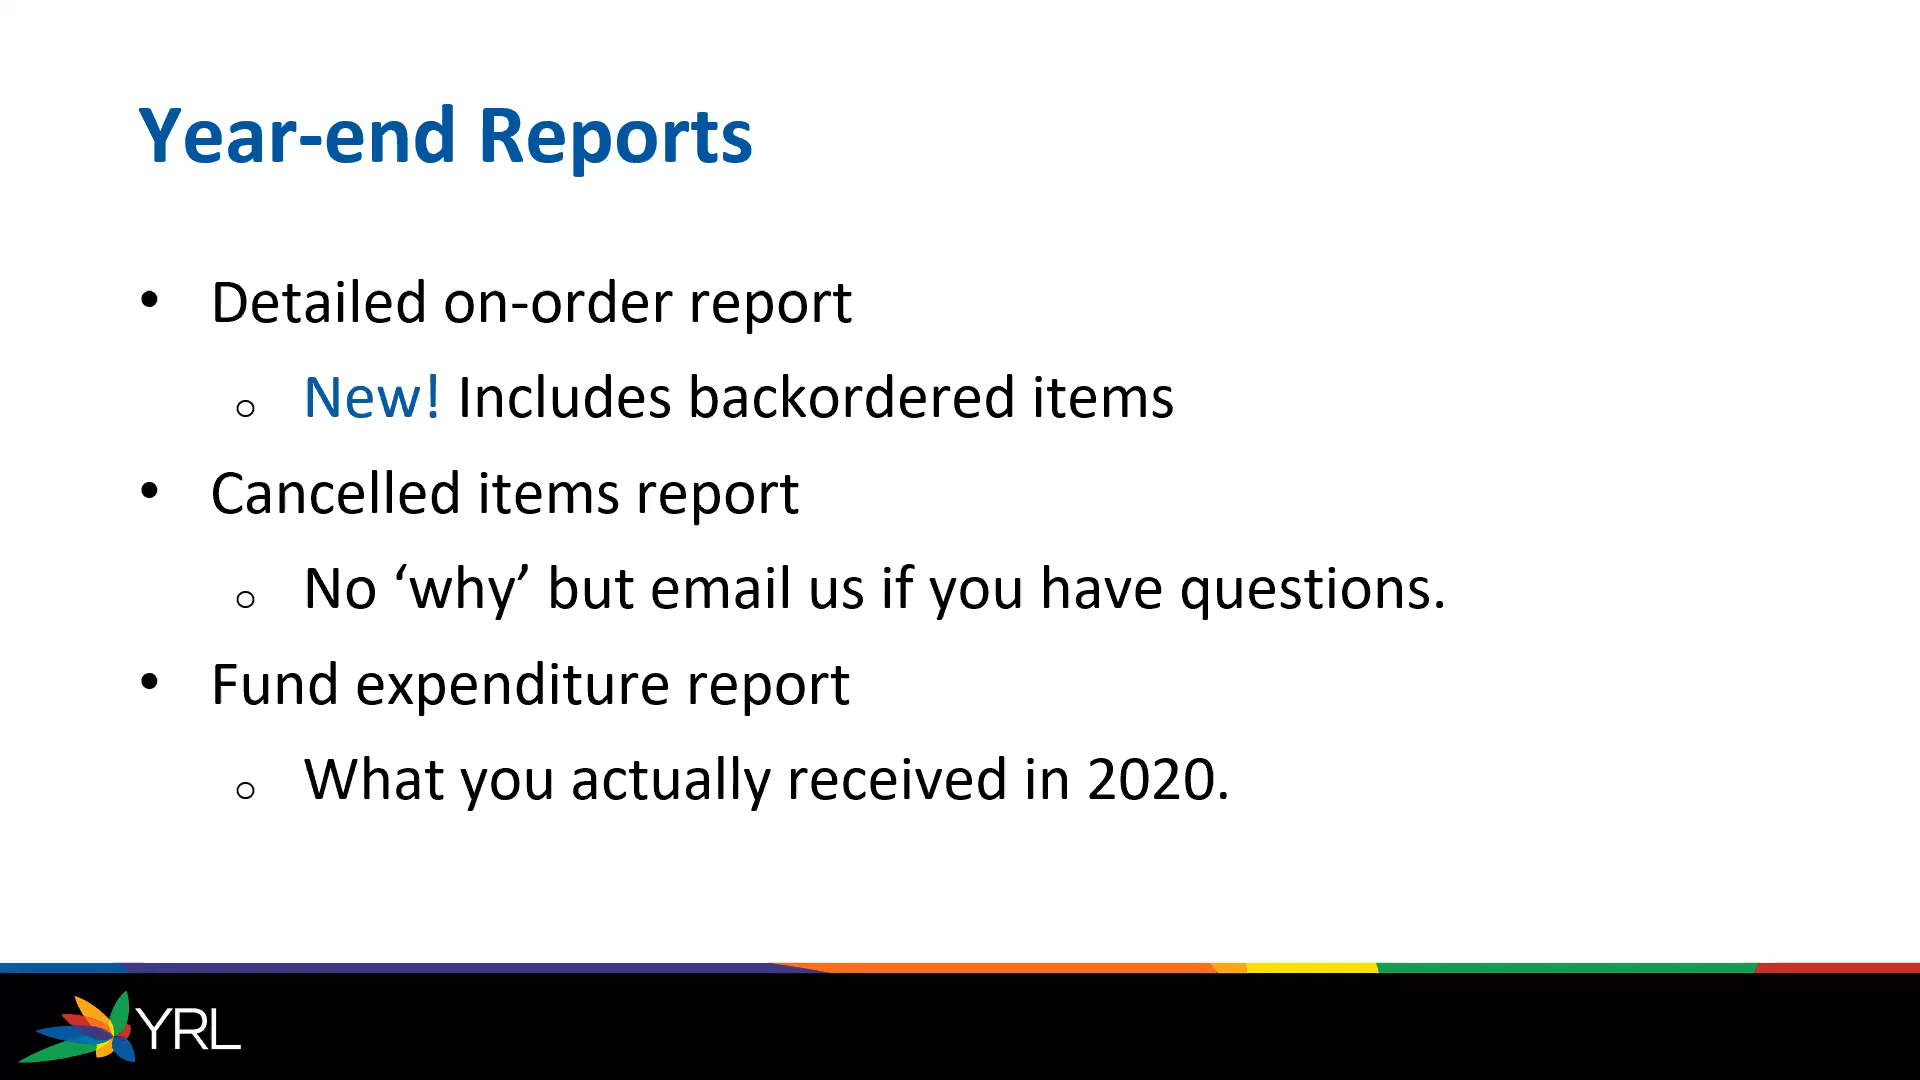 Year-end Reports
• Detailed on-order report
o New! Includes backordered items
• Cancelled items report
o No ‘why’ but email us if you have questions.
• Fund expenditure report
o What you actually received in 2020.
YRL